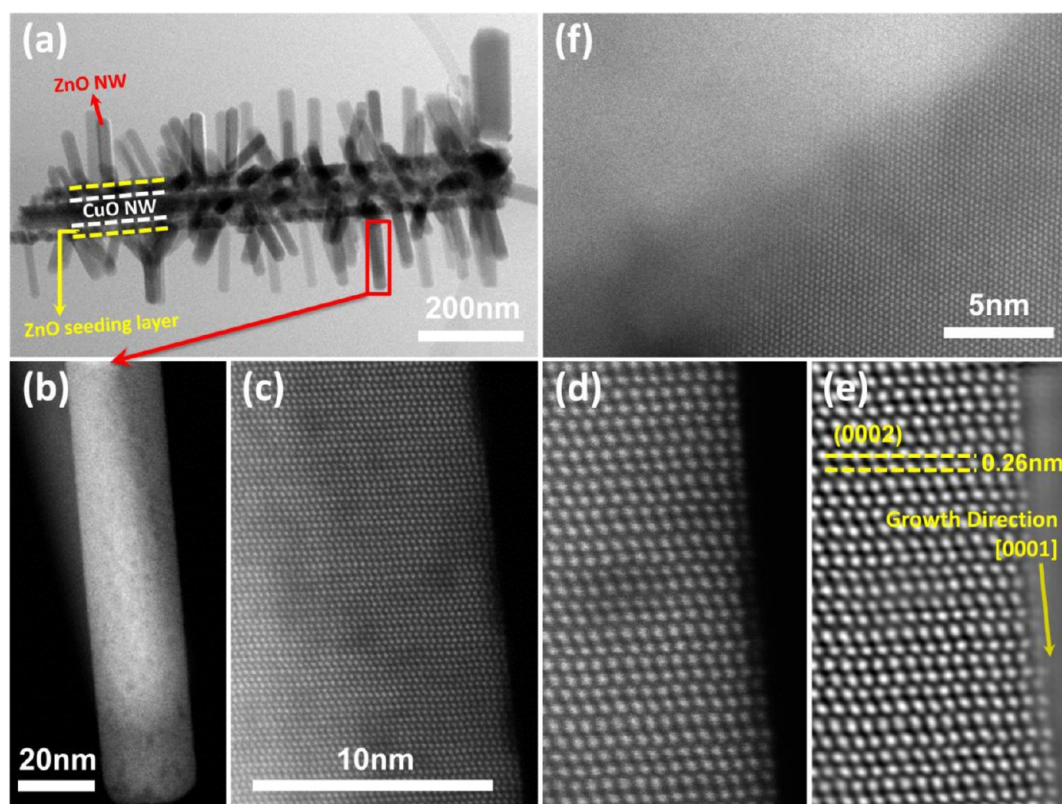 (a)
ZnO NW
CuO NW
ZnO seeding layer
200nm
(f)
5nm
(b)
20nm
(c)
10nm
(d)
(e)
(0002)
0.26nm
Growth Direction
[0001]